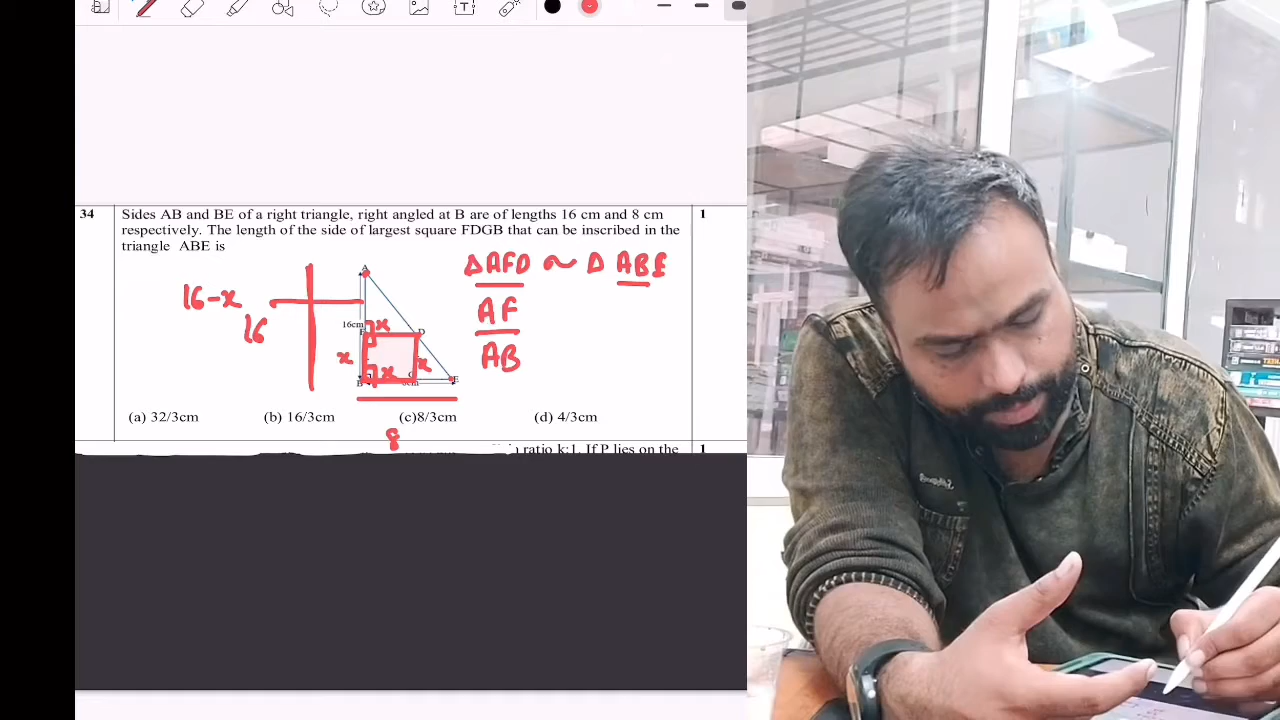 T
34
Sides AB and BE of a right triangle, right angled at B are of lengths 16 cm and 8 cm
respectively. The length of the side of largest square FDGB that can be inscribed in the
triangle ABE is
1
A
16cm
D
B
E
16-x
16
x
x
x
x
8
Δ AFD ~ Δ ABE
AF
AB
(a) 32/3cm
(b) 16/3cm
(c)8/3cm
(d) 4/3cm
ratio k:1. If P lies on the
1